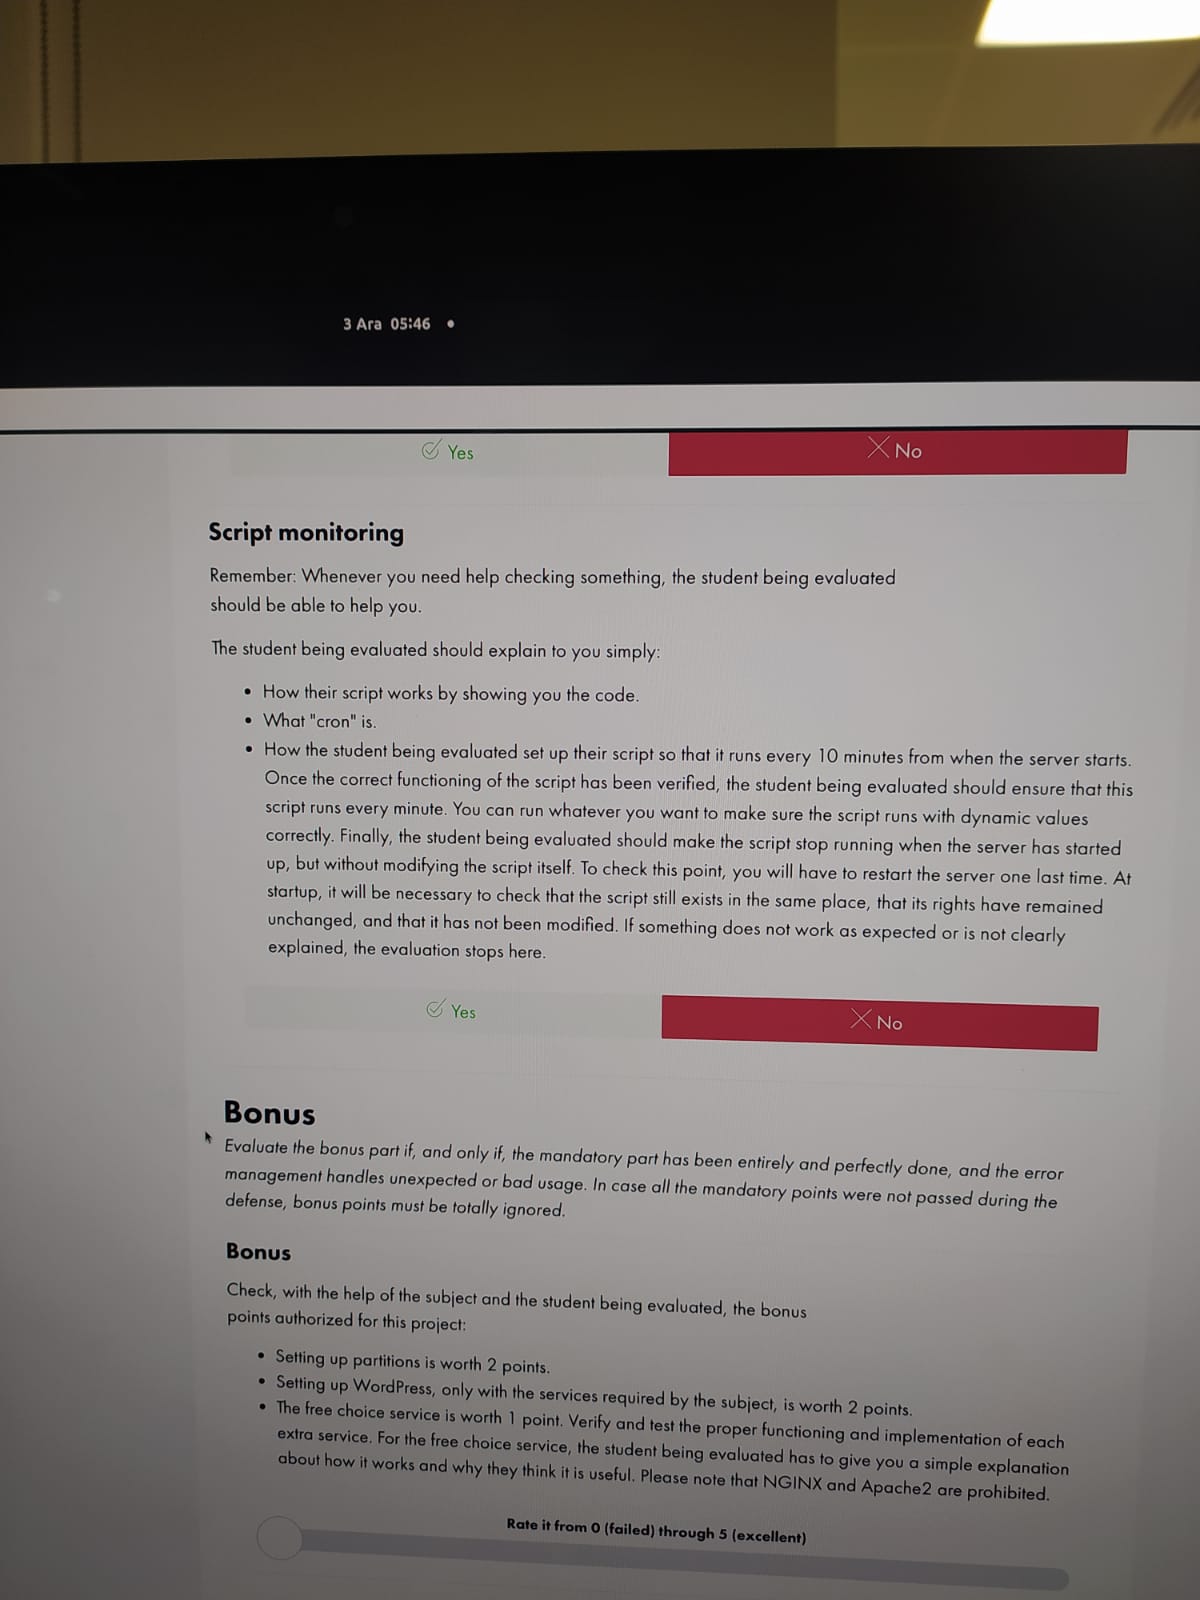 3 Ara 05:46
Yes
No
Script monitoring
Remember: Whenever you need help checking something, the student being evaluated
should be able to help you.
The student being evaluated should explain to you simply:
• How their script works by showing you the code.
• What "cron" is.
• How the student being evaluated set up their script so that it runs every 10 minutes from when the server starts.
Once the correct functioning of the script has been verified, the student being evaluated should ensure that this
script runs every minute. You can run whatever you want to make sure the script runs with dynamic values
correctly. Finally, the student being evaluated should make the script stop running when the server has started
up, but without modifying the script itself. To check this point, you will have to restart the server one last time. At
startup, it will be necessary to check that the script still exists in the same place, that its rights have remained
unchanged, and that it has not been modified. If something does not work as expected or is not clearly
explained, the evaluation stops here.
Yes
No
Bonus
Evaluate the bonus part if, and only if, the mandatory part has been entirely and perfectly done, and the error
management handles unexpected or bad usage. In case all the mandatory points were not passed during the
defense, bonus points must be totally ignored.
Bonus
Check, with the help of the subject and the student being evaluated, the bonus
points authorized for this project:
• Setting up partitions is worth 2 points.
• Setting up WordPress, only with the services required by the subject, is worth 2 points.
• The free choice service is worth 1 point. Verify and test the proper functioning and implementation of each
extra service. For the free choice service, the student being evaluated has to give you a simple explanation
about how it works and why they think it is useful. Please note that NGINX and Apache2 are prohibited.
Rate it from 0 (failed) through 5 (excellent)